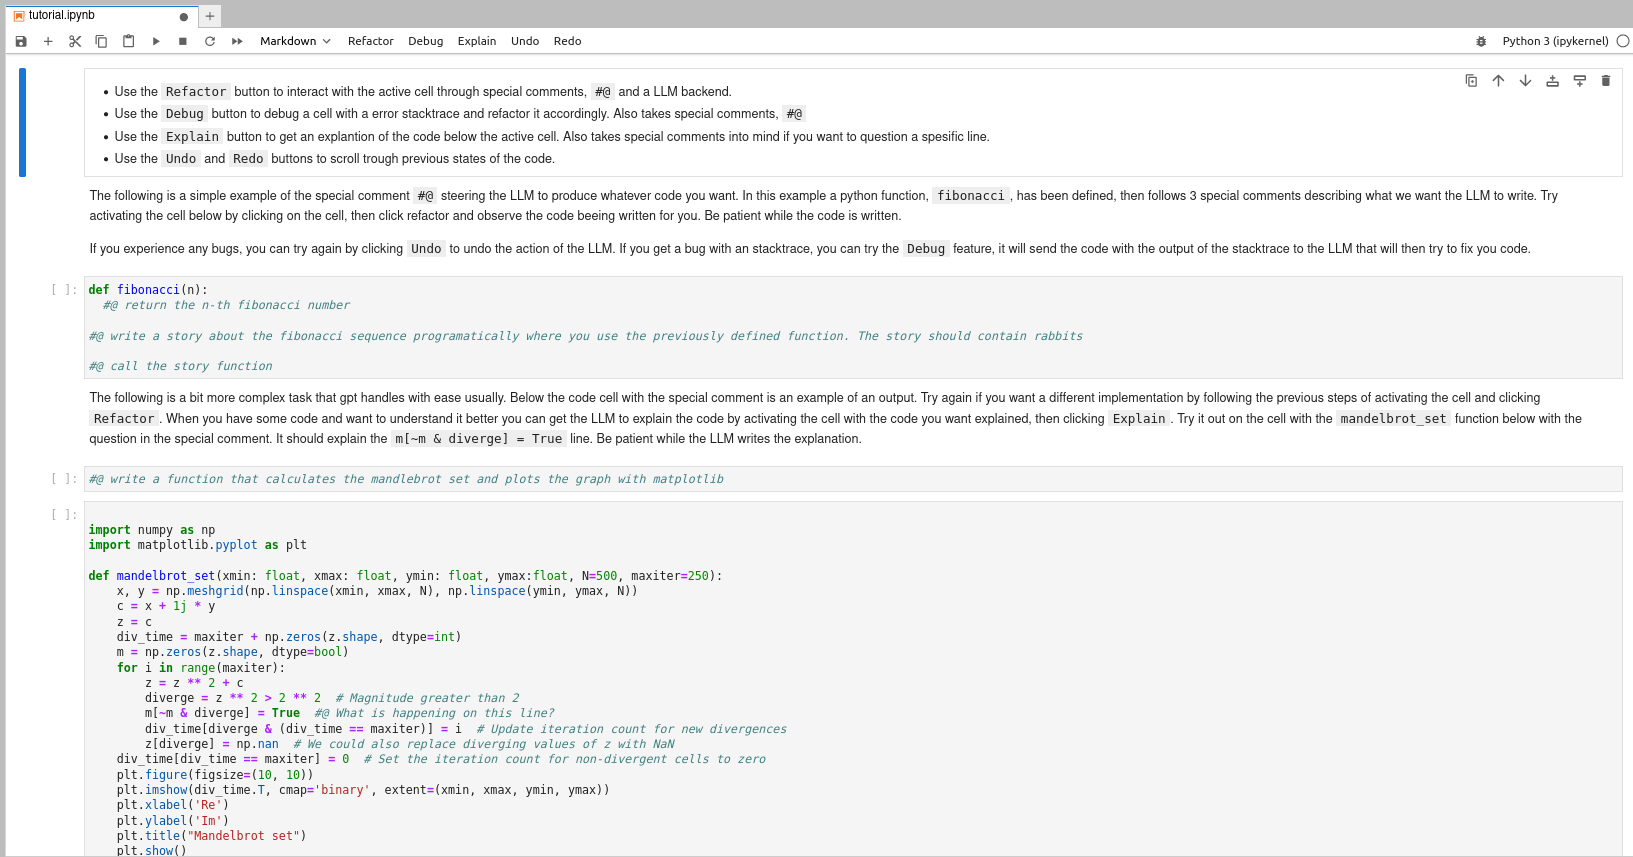 tutorial.ipynb
Markdown Refactor Debug Explain Undo Redo Python 3 (ipykernel)
• Use the Refactor button to interact with the active cell through special comments, #@ and a LLM backend.
• Use the Debug button to debug a cell with a error stacktrace and refactor it accordingly. Also takes special comments, #@
• Use the Explain button to get an explantion of the code below the active cell. Also takes special comments into mind if you want to question a spesific line.
• Use the Undo and Redo buttons to scroll trough previous states of the code.
The following is a simple example of the special comment #@ steering the LLM to produce whatever code you want. In this example a python function, fibonacci , has been defined, then follows 3 special comments describing what we want the LLM to write. Try
activating the cell below by clicking on the cell, then click refactor and observe the code beeing written for you. Be patient while the code is written.
If you experience any bugs, you can try again by clicking Undo to undo the action of the LLM. If you get a bug with an stacktrace, you can try the Debug feature, it will send the code with the output of the stacktrace to the LLM that will then try to fix you code.
[ ]: def fibonacci(n):
  #@ return the n-th fibonacci number
#@ write a story about the fibonacci sequence programatically where you use the previously defined function. The story should contain rabbits
#@ call the story function
The following is a bit more complex task that gpt handles with ease usually. Below the code cell with the special comment is an example of an output. Try again if you want a different implementation by following the previous steps of activating the cell and clicking
Refactor . When you have some code and want to understand it better you can get the LLM to explain the code by activating the cell with the code you want explained, then clicking Explain . Try it out on the cell with the mandelbrot_set function below with the
question in the special comment. It should explain the m[~m & diverge] = True line. Be patient while the LLM writes the explanation.
[ ]: #@ write a function that calculates the mandlebrot set and plots the graph with matplotlib
[ ]:
import numpy as np
import matplotlib.pyplot as plt
def mandelbrot_set(xmin: float, xmax: float, ymin: float, ymax:float, N=500, maxiter=250):
    x, y = np.meshgrid(np.linspace(xmin, xmax, N), np.linspace(ymin, ymax, N))
    c = x + 1j * y
    z = c
    div_time = maxiter + np.zeros(z.shape, dtype=int)
    m = np.zeros(z.shape, dtype=bool)
    for i in range(maxiter):
        z = z ** 2 + c
        diverge = z ** 2 > 2 ** 2  # Magnitude greater than 2
        m[~m & diverge] = True  #@ What is happening on this line?
        div_time[diverge & (div_time == maxiter)] = i  # Update iteration count for new divergences
        z[diverge] = np.nan  # We could also replace diverging values of z with NaN
    div_time[div_time == maxiter] = 0  # Set the iteration count for non-divergent cells to zero
    plt.figure(figsize=(10, 10))
    plt.imshow(div_time.T, cmap='binary', extent=(xmin, xmax, ymin, ymax))
    plt.xlabel('Re')
    plt.ylabel('Im')
    plt.title("Mandelbrot set")
    plt.show()